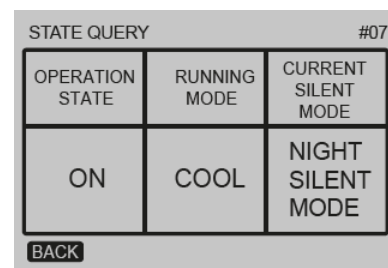 STATE QUERY #07
OPERATION STATE
RUNNING MODE
CURRENT SILENT MODE
ON
COOL
NIGHT SILENT MODE
BACK